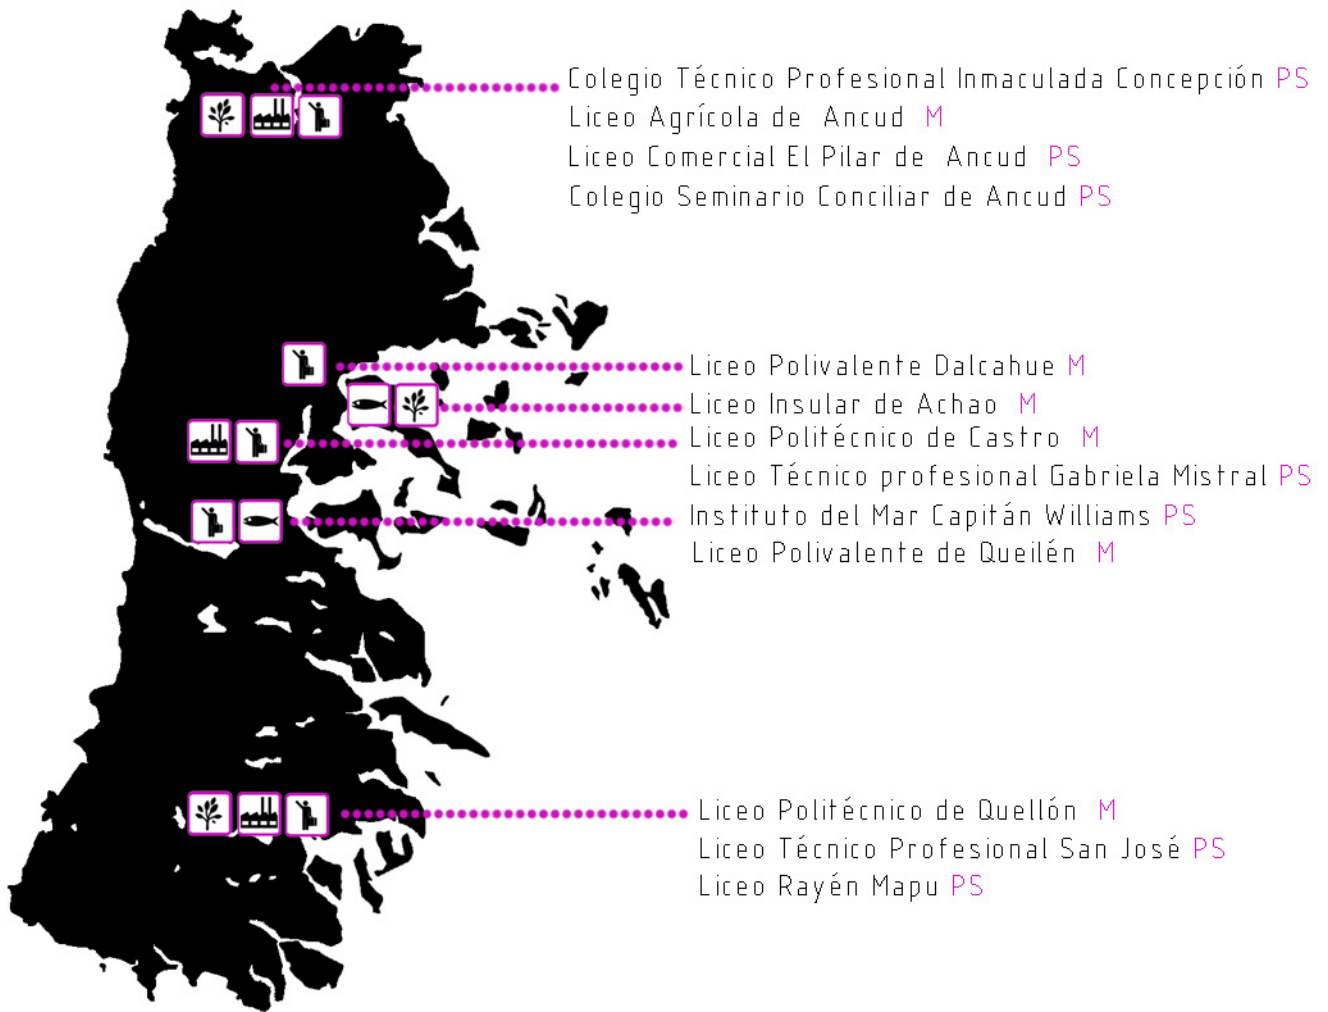 Colegio Técnico Profesional Inmaculada Concepción PS
Liceo Agrícola de Ancud M
Liceo Comercial El Pilar de Ancud PS
Colegio Seminario Conciliar de Ancud PS
Liceo Polivalente Dalcahue M
Liceo Insular de Achao M
Liceo Politécnico de Castro M
Liceo Técnico profesional Gabriela Mistral PS
Instituto del Mar Capitán Williams PS
Liceo Polivalente de Queilén M
Liceo Politécnico de Quellón M
Liceo Técnico Profesional San José PS
Liceo Rayén Mapu PS